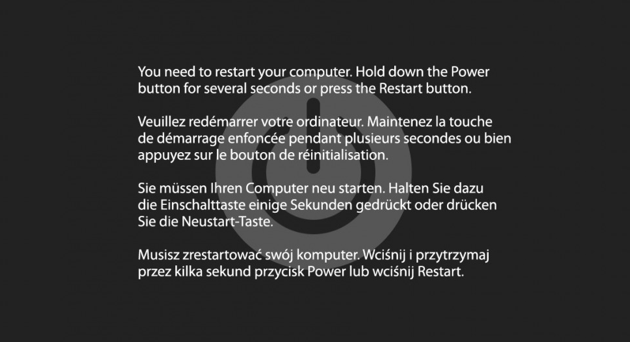 You need to restart your computer. Hold down the Power
button for several seconds or press the Restart button.
Veuillez redémarrer votre ordinateur. Maintenez la touche
de démarrage enfoncée pendant plusieurs secondes ou bien
appuyez sur le bouton de réinitialisation.
Sie müssen Ihren Computer neu starten. Halten Sie dazu
die Einschalttaste einige Sekunden gedrückt oder drücken
Sie die Neustart-Taste.
Musisz zrestartować swój komputer. Wciśnij i przytrzymaj
przez kilka sekund przycisk Power lub wciśnij Restart.